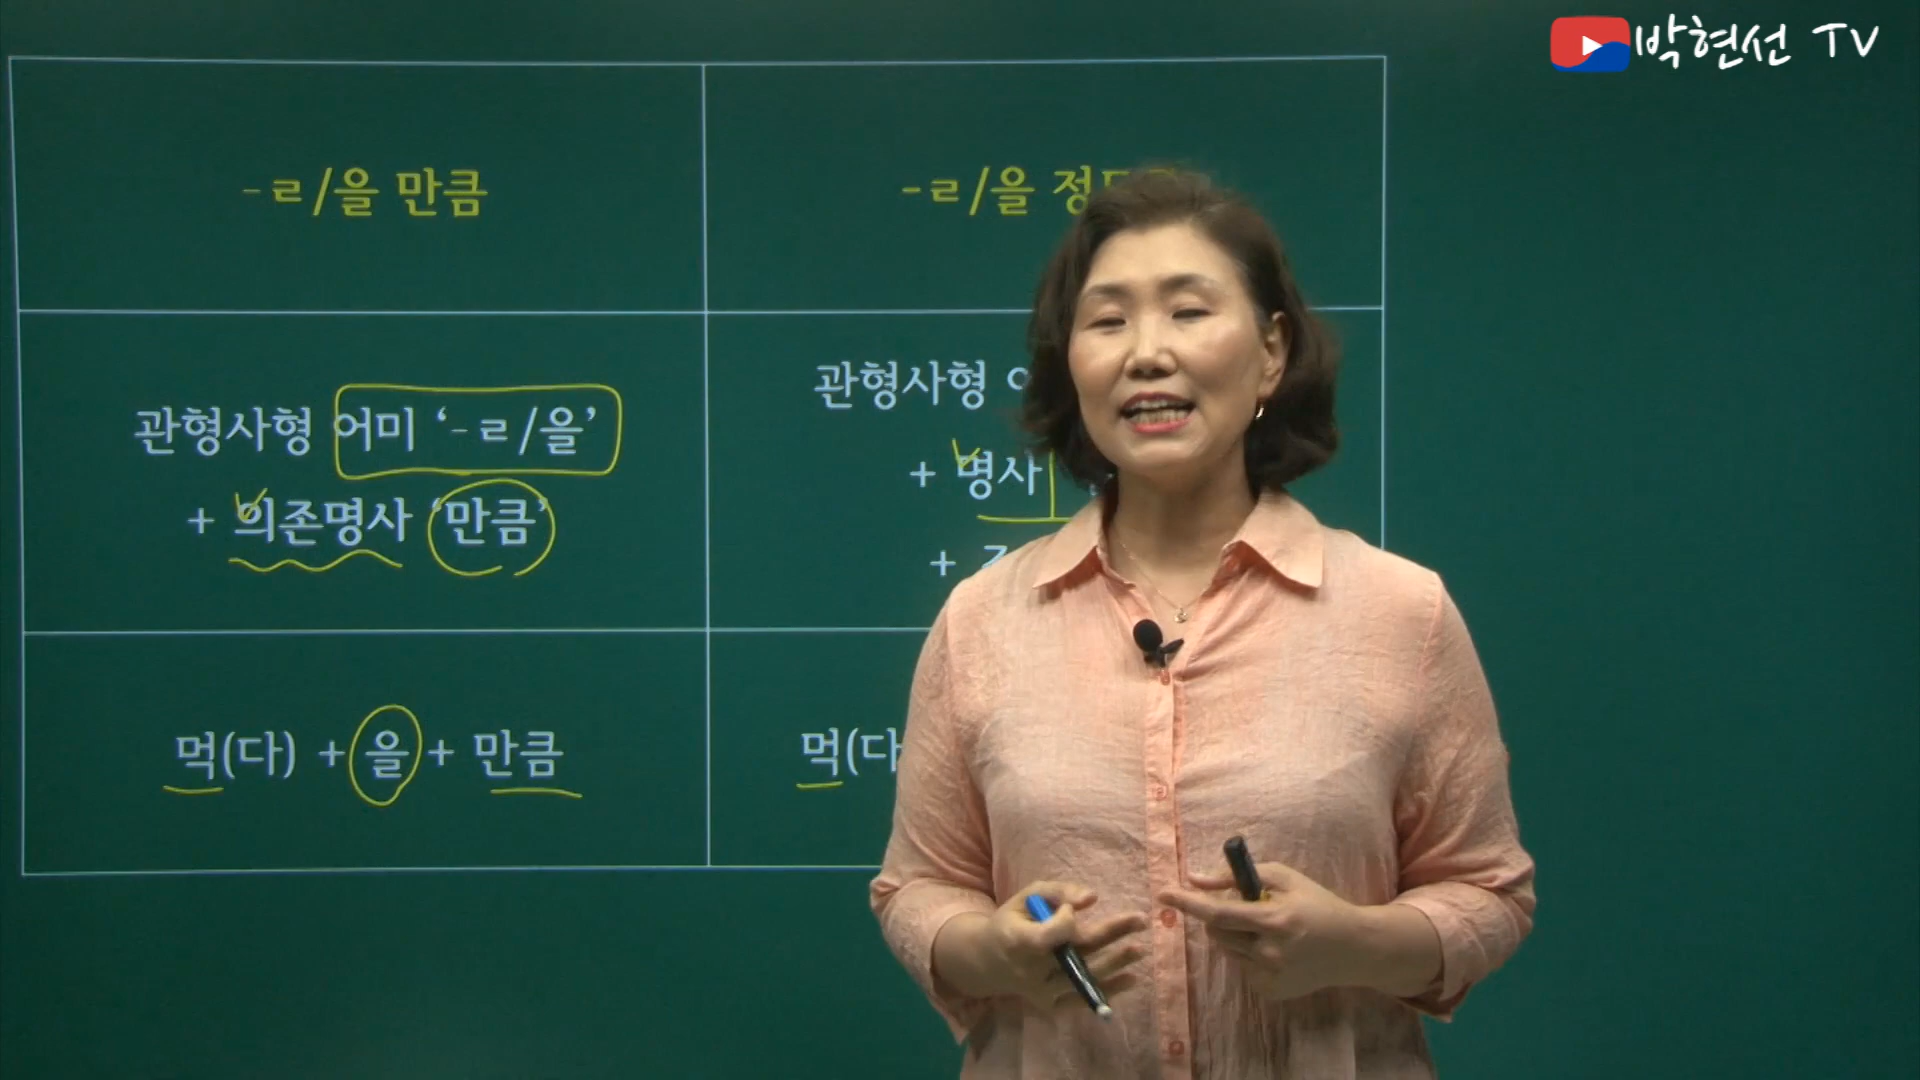 박현선 TV
-ㄹ/을 만큼
-ㄹ/을
관형사형 어미 ‘-ㄹ/을’
+ 의존명사 ‘만큼’
관형사형
+ 명사
+
먹(다) + 을 + 만큼
먹(다